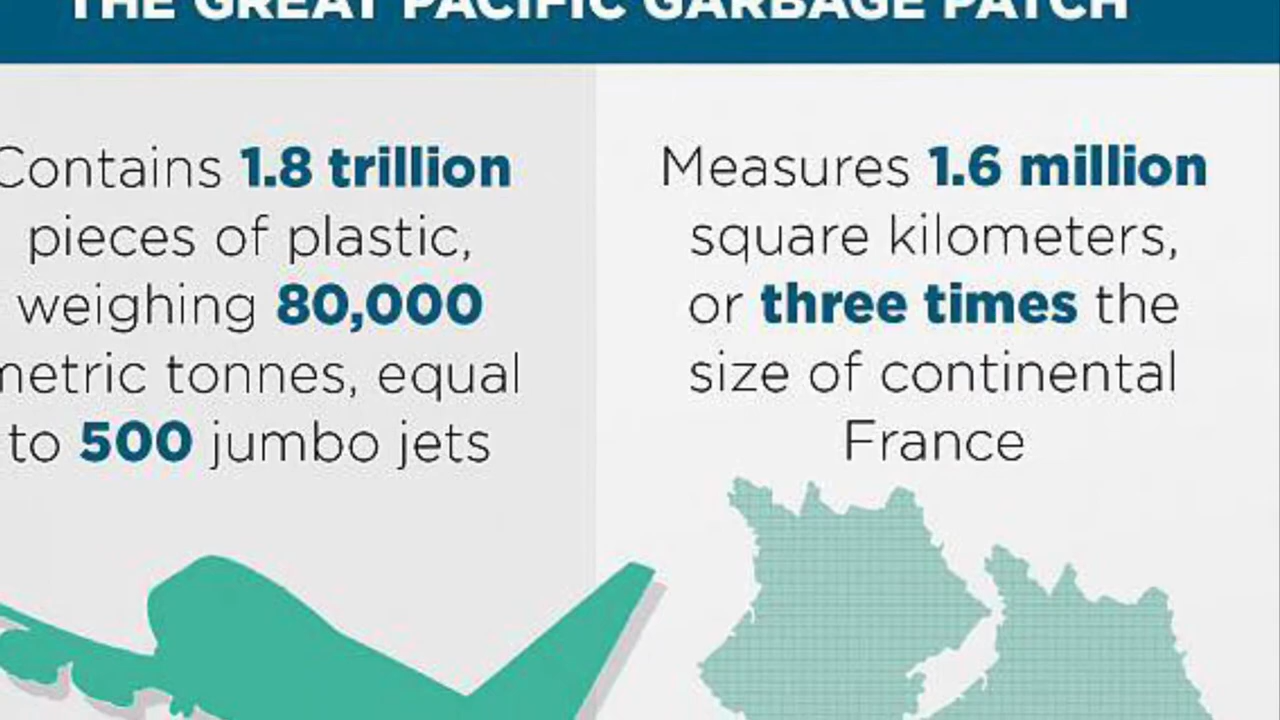 THE GREAT PACIFIC GARBAGE PATCH
Contains 1.8 trillion
pieces of plastic,
weighing 80,000
metric tonnes, equal
to 500 jumbo jets
Measures 1.6 million
square kilometers,
or three times the
size of continental
France